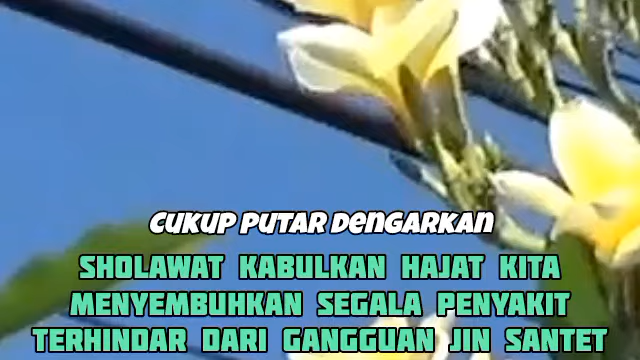 CUKUP PUTAR DENGARKAN
SHOLAWAT KABULKAN HAJAT KITA
MENYEMBUHKAN SEGALA PENYAKIT
TERHINDAR DARI GANGGUAN JIN SANTET